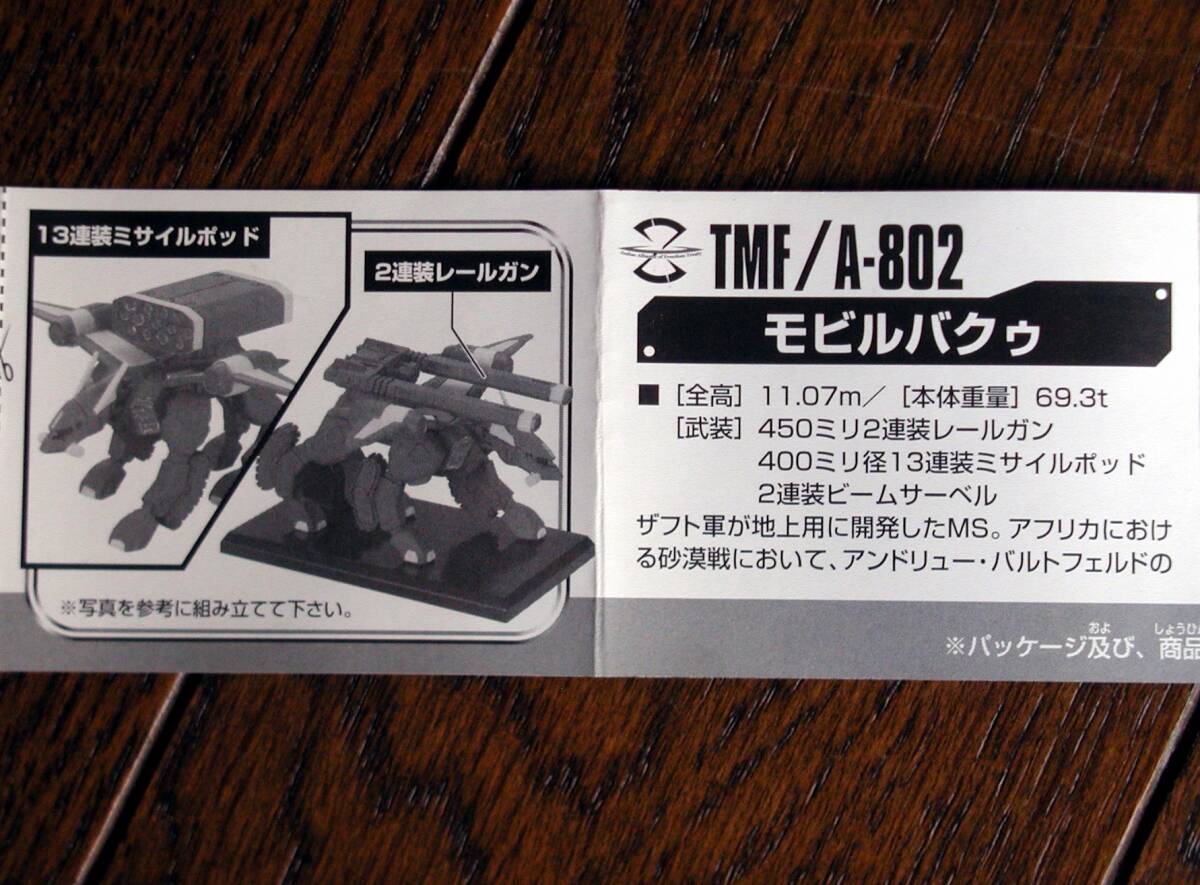 13連装ミサイルポッド
2連装レールガン
※写真を参考に組み立てて下さい。
TMF/A-802
モビルバクゥ
■［全高］11.07m／［本体重量］69.3t
［武装］450ミリ2連装レールガン
400ミリ径13連装ミサイルポッド
2連装ビームサーベル
ザフト軍が地上用に開発したMS。アフリカにおけ
る砂漠戦において、アンドリュー・バルトフェルドの
※パッケージ及び、商品